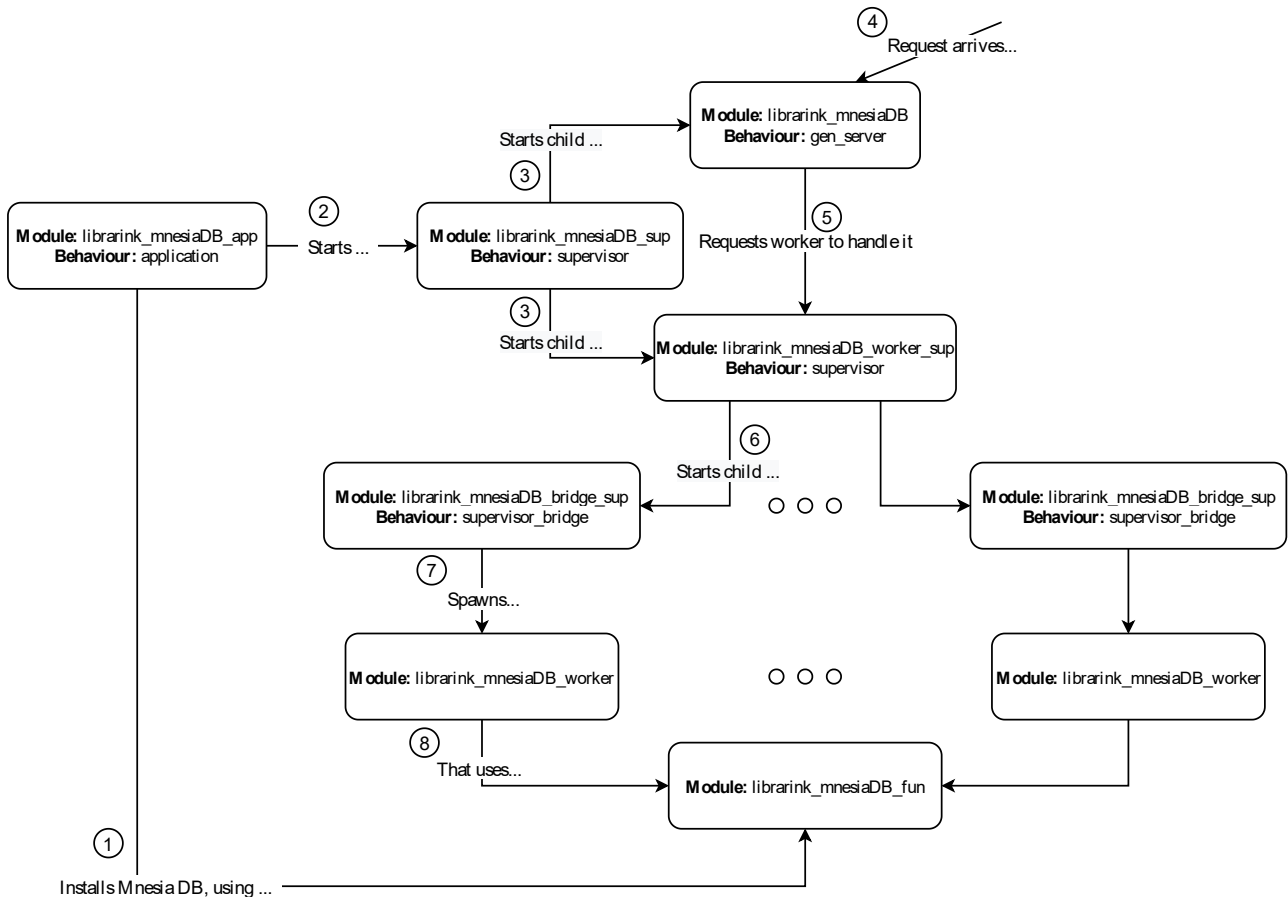 4
Request arrives...
Module: librarink_mnesiaDB
Behaviour: gen_server
Starts child ...
3
2
5
Module: librarink_mnesiaDB_app
Behaviour: application
Starts ...
Module: librarink_mnesiaDB_sup
Behaviour: supervisor
Requests worker to handle it
3
Starts child ...
Module: librarink_mnesiaDB_worker_sup
Behaviour: supervisor
6
Starts child ...
Module: librarink_mnesiaDB_bridge_sup
Behaviour: supervisor_bridge
Module: librarink_mnesiaDB_bridge_sup
Behaviour: supervisor_bridge
7
Spawns...
Module: librarink_mnesiaDB_worker
Module: librarink_mnesiaDB_worker
8
That uses...
Module: librarink_mnesiaDB_fun
1
Installs Mnesia DB, using ...